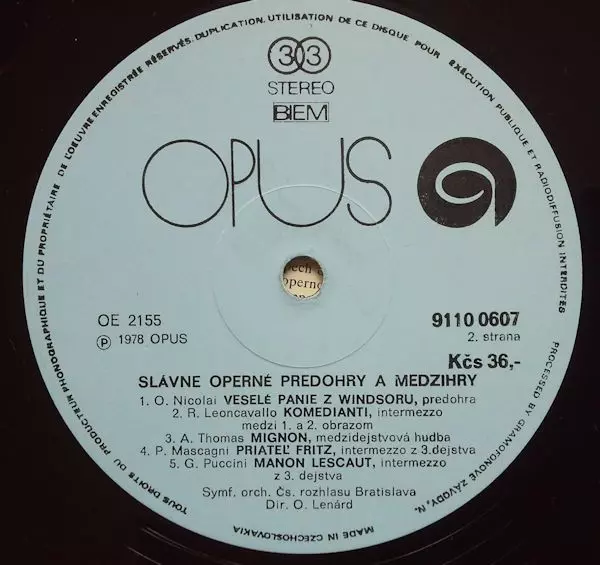 TOUS DROITS DU PRODUCTEUR PHONOGRAPHIQUE ET DU PROPRIÉTAIRE DE L'OEUVRE ENREGISTRÉE RÉSERVÉS. DUPLICATION, UTILISATION DE CE DISQUE POUR EXÉCUTION PUBLIQUE ET RADIODIFFUSION INTERDITES
PROCESSED BY GRAMOFONOVÉ ZÁVODY, N.
MADE IN CZECHOSLOVAKIA
33
STEREO
BIEM
OPUS
ech
operno
OE 2155
℗ 1978 OPUS
9110 0607
2. strana
Kčs 36,-
SLÁVNE OPERNÉ PREDOHRY A MEDZIHRY
1. O. Nicolai VESELÉ PANIE Z WINDSORU, predohra
2. R. Leoncavallo KOMEDIANTI, intermezzo
medzi 1. a 2. obrazom
3. A. Thomas MIGNON, medzidejstvová hudba
4. P. Mascagni PRIATEĽ FRITZ, intermezzo z 3.dejstva
5. G. Puccini MANON LESCAUT, intermezzo
z 3. dejstva
Symf. orch. Čs. rozhlasu Bratislava
Dir. O. Lenárd